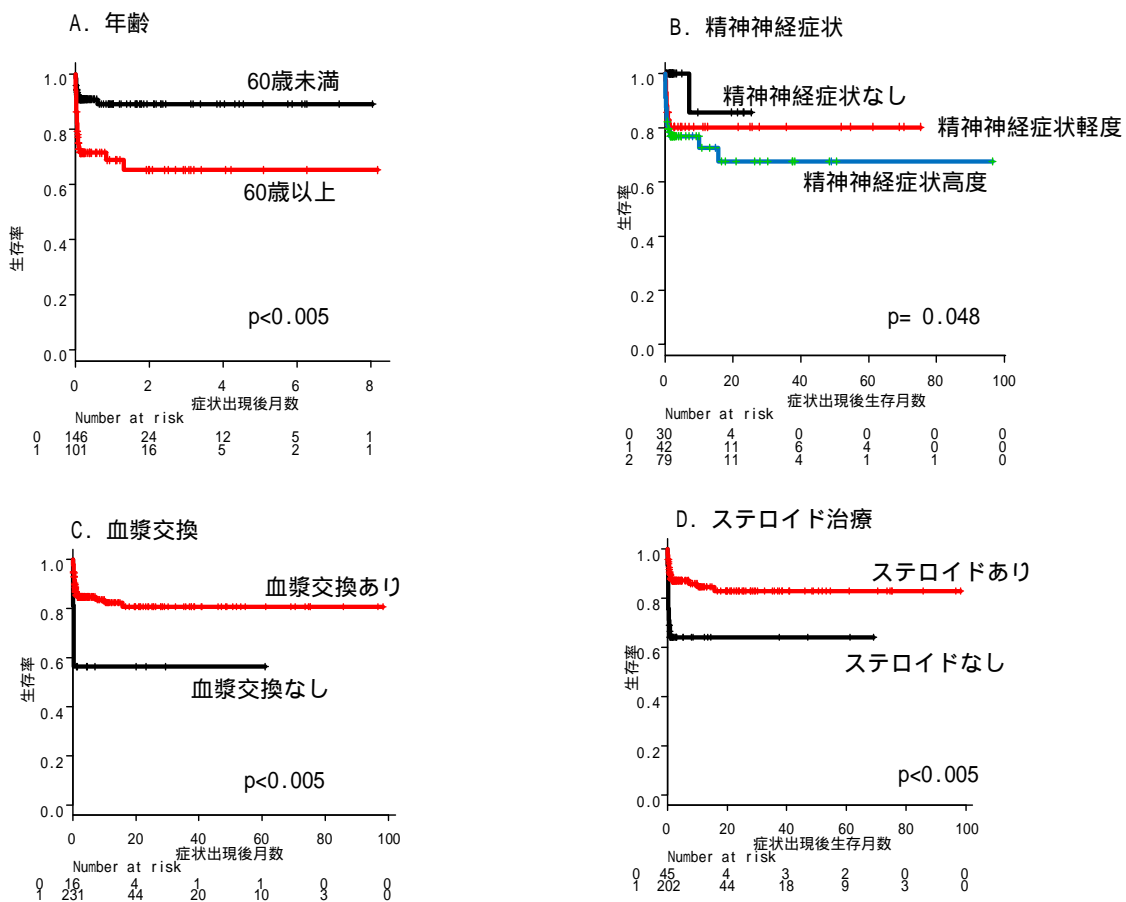 A. 年齢
1.0
0.8
0.6
0.4
0.2
0.0
生存率
60歳未満
60歳以上
p<0.005
0 2 4 6 8
症状出現後月数
Number at risk
0 146 24 12 5 1
1 101 16 5 2 1
B. 精神神経症状
1.0
0.8
0.6
0.4
0.2
0.0
生存率
精神神経症状なし
精神神経症状軽度
精神神経症状高度
p= 0.048
0 20 40 60 80 100
症状出現後生存月数
Number at risk
0 30 4 0 0 0 0
1 42 11 6 4 0 0
2 79 11 4 1 1 0
C. 血漿交換
1.0
0.8
0.6
0.4
0.2
0.0
生存率
血漿交換あり
血漿交換なし
p<0.005
0 20 40 60 80 100
症状出現後月数
Number at risk
0 16 4 1 1 0 0
1 231 44 20 10 3 0
D. ステロイド治療
1.0
0.8
0.6
0.4
0.2
0.0
生存率
ステロイドあり
ステロイドなし
p<0.005
0 20 40 60 80 100
症状出現後生存月数
Number at risk
0 45 4 3 2 0 0
1 202 44 18 9 3 0